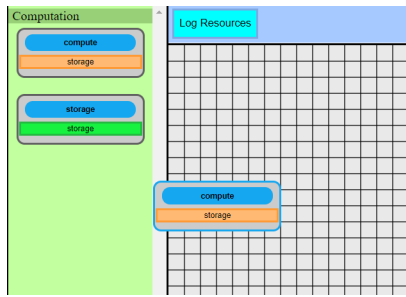 Computation
Log Resources
compute
storage
storage
storage
compute
storage